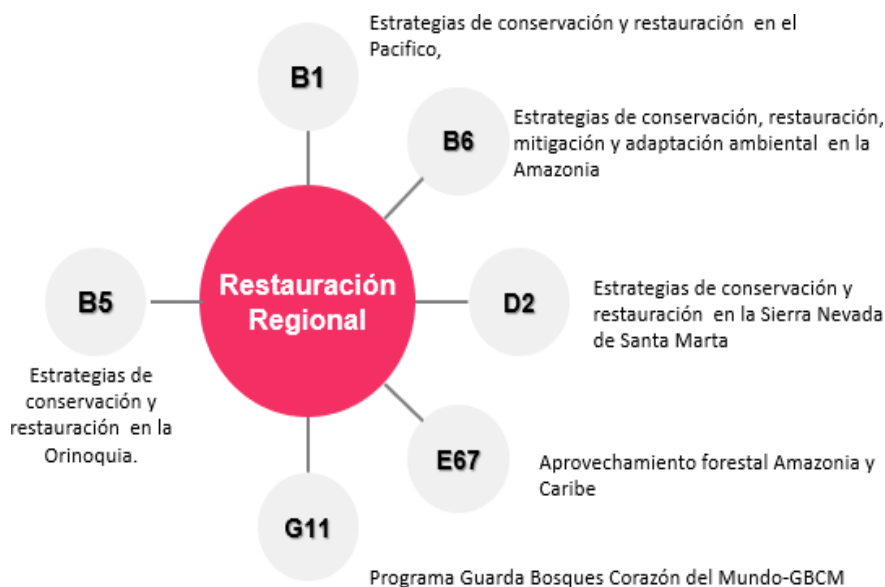 Estrategias de conservación y restauración en el
Pacifico,
B1
Estrategias de conservación, restauración,
mitigación y adaptación ambiental en la
Amazonia
B6
Restauración
Regional
B5
Estrategias de
conservación y
restauración en la
Orinoquia.
D2
Estrategias de conservación y
restauración en la Sierra Nevada
de Santa Marta
E67
Aprovechamiento forestal Amazonia y
Caribe
G11
Programa Guarda Bosques Corazón del Mundo-GBCM